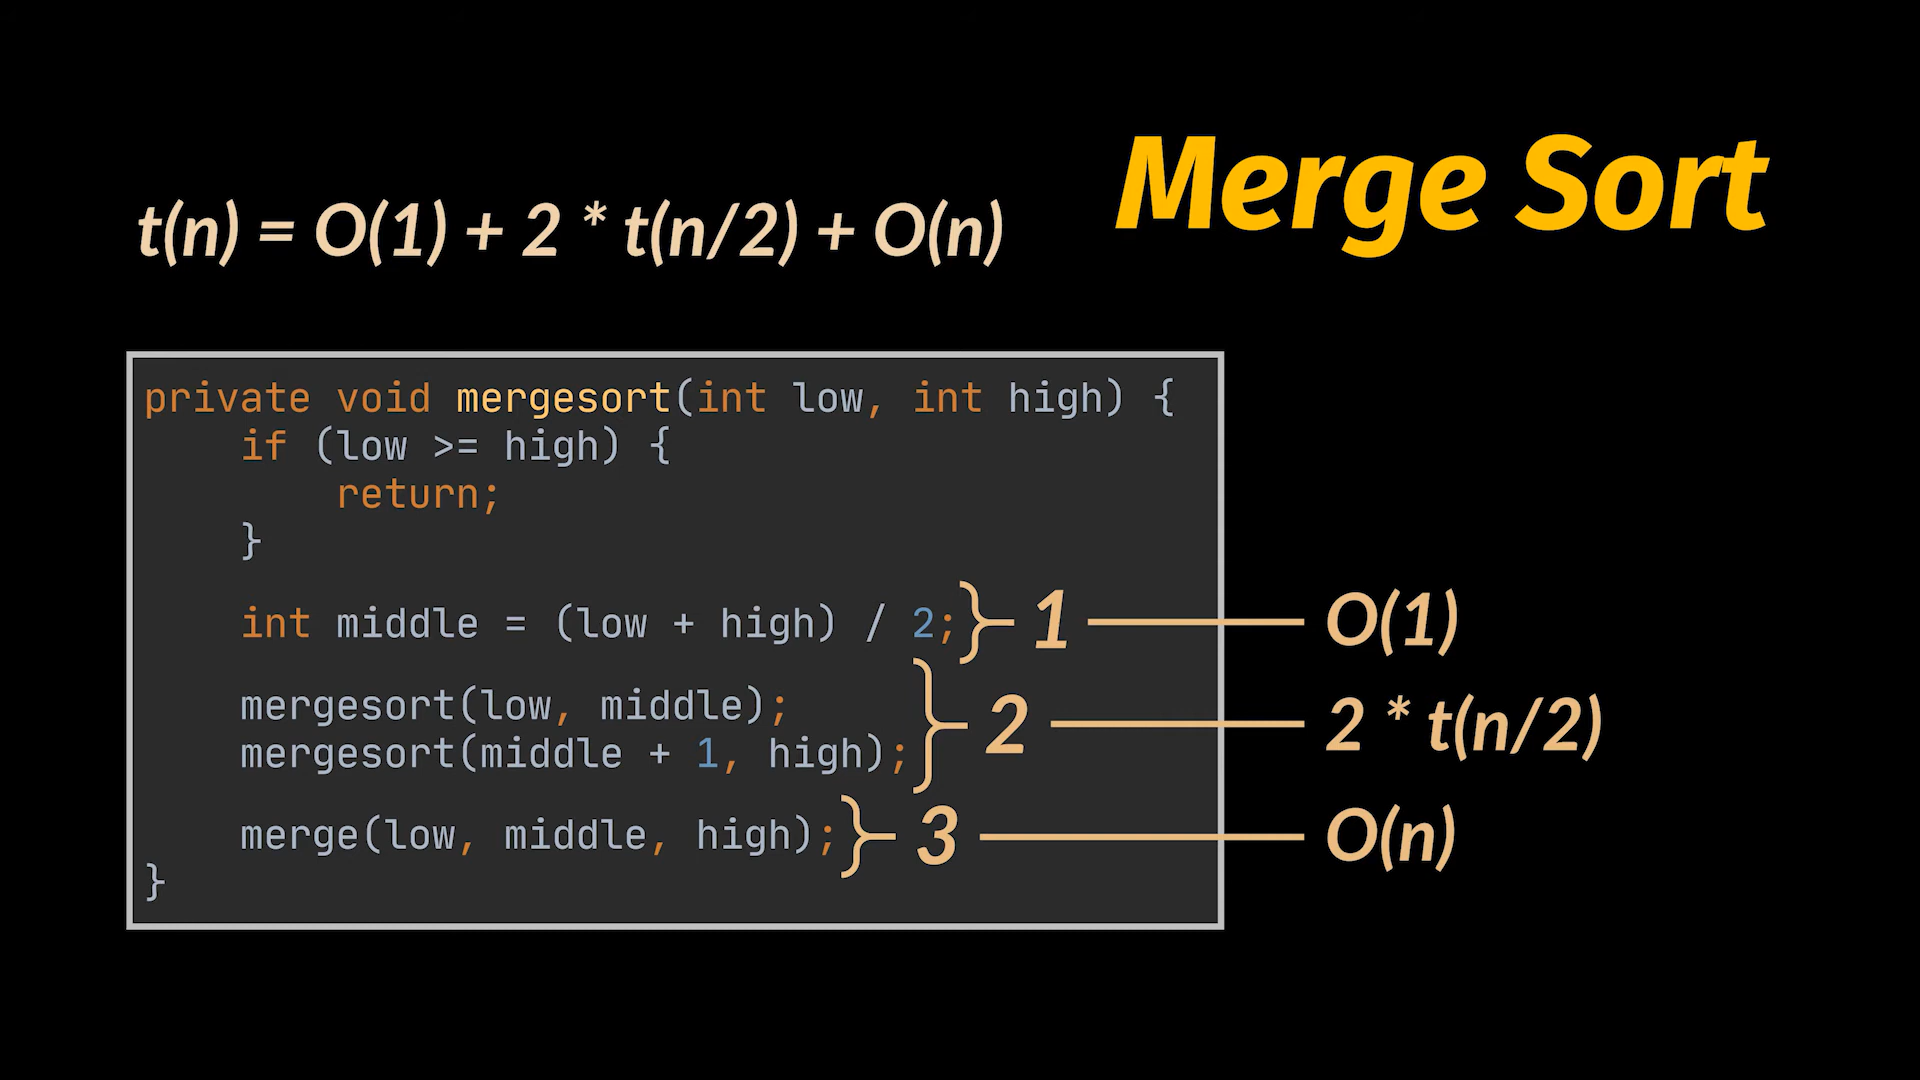 Merge Sort
t(n) = O(1) + 2 * t(n/2) + O(n)
private void mergesort(int low, int high) {
    if (low >= high) {
        return;
    }
    int middle = (low + high) / 2; 1 O(1)
    mergesort(low, middle);
    mergesort(middle + 1, high); 2 2 * t(n/2)
    merge(low, middle, high); 3 O(n)
}